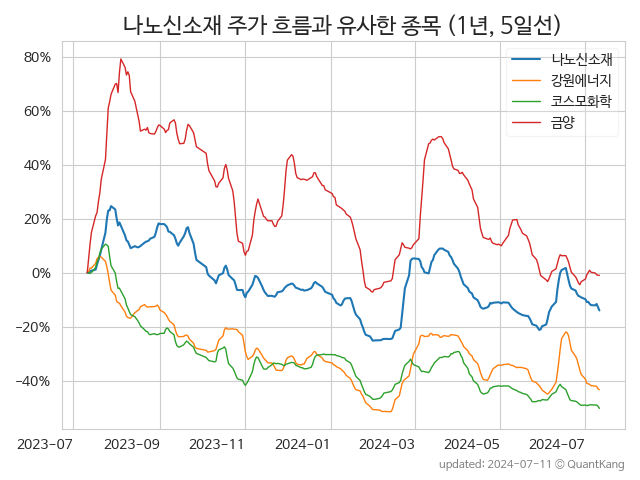 나노신소재 주가 흐름과 유사한 종목 (1년, 5일선)
나노신소재
강원에너지
코스모화학
금양
80%
60%
40%
20%
0%
−20%
−40%
2023-07 2023-09 2023-11 2024-01 2024-03 2024-05 2024-07
updated: 2024-07-11 © QuantKang